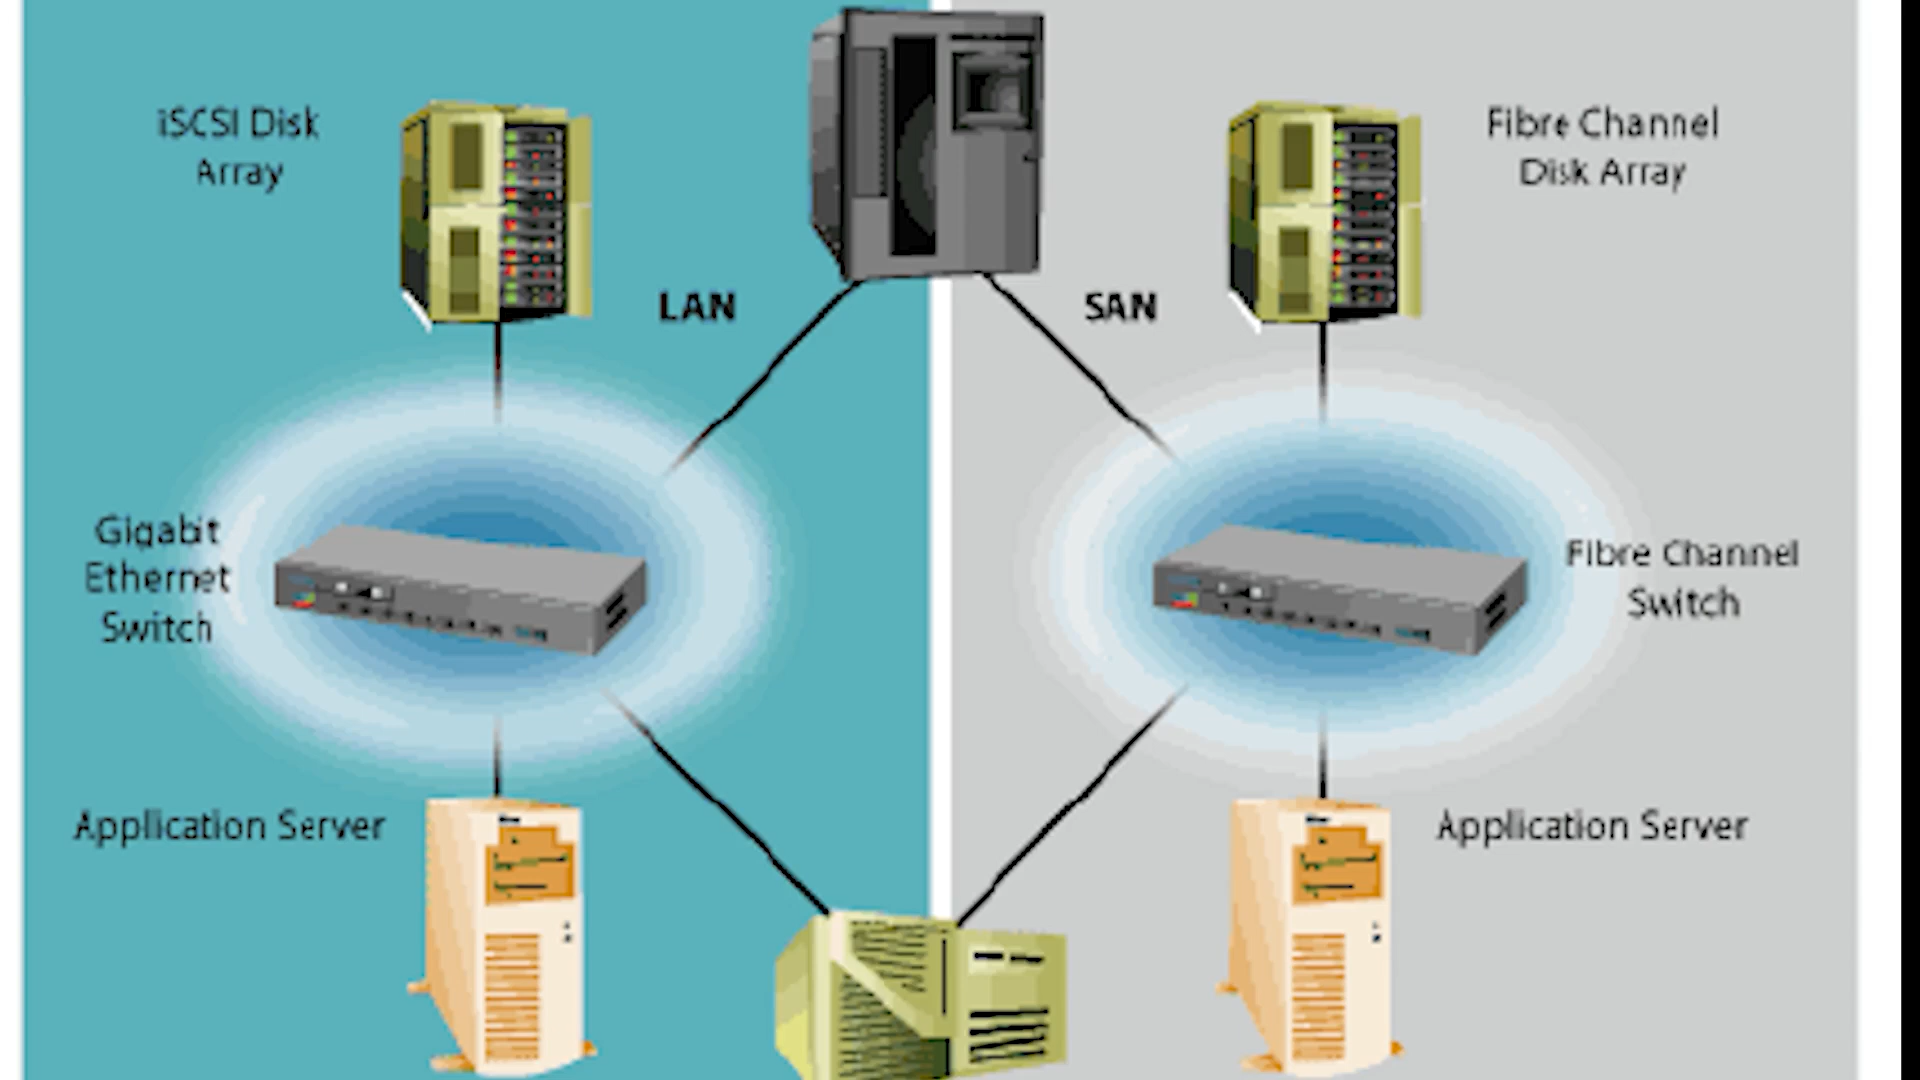 iSCSI Disk
Array
Fibre Channel
Disk Array
LAN
SAN
Gigabit
Ethernet
Switch
Fibre Channel
Switch
Application Server
Application Server